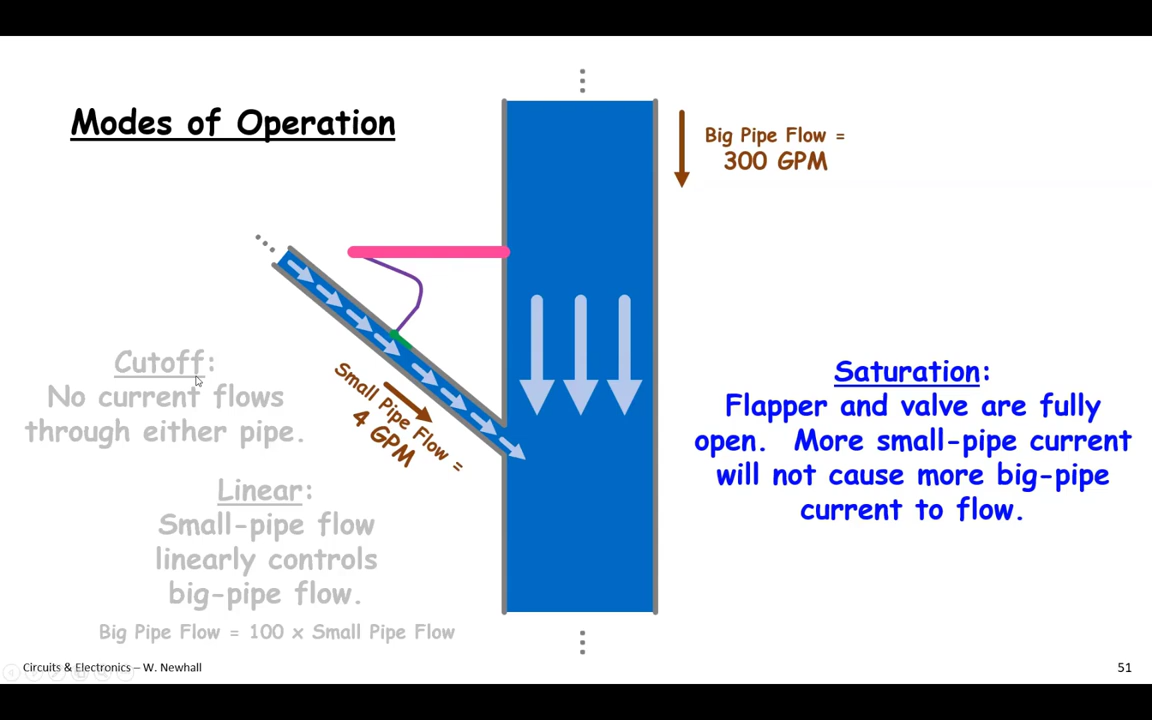 Modes of Operation
Big Pipe Flow =
300 GPM
Small Pipe Flow =
4 GPM
Cutoff:
No current flows
through either pipe.
Linear:
Small-pipe flow
linearly controls
big-pipe flow.
Big Pipe Flow = 100 x Small Pipe Flow
Saturation:
Flapper and valve are fully
open. More small-pipe current
will not cause more big-pipe
current to flow.
Circuits & Electronics – W. Newhall
51